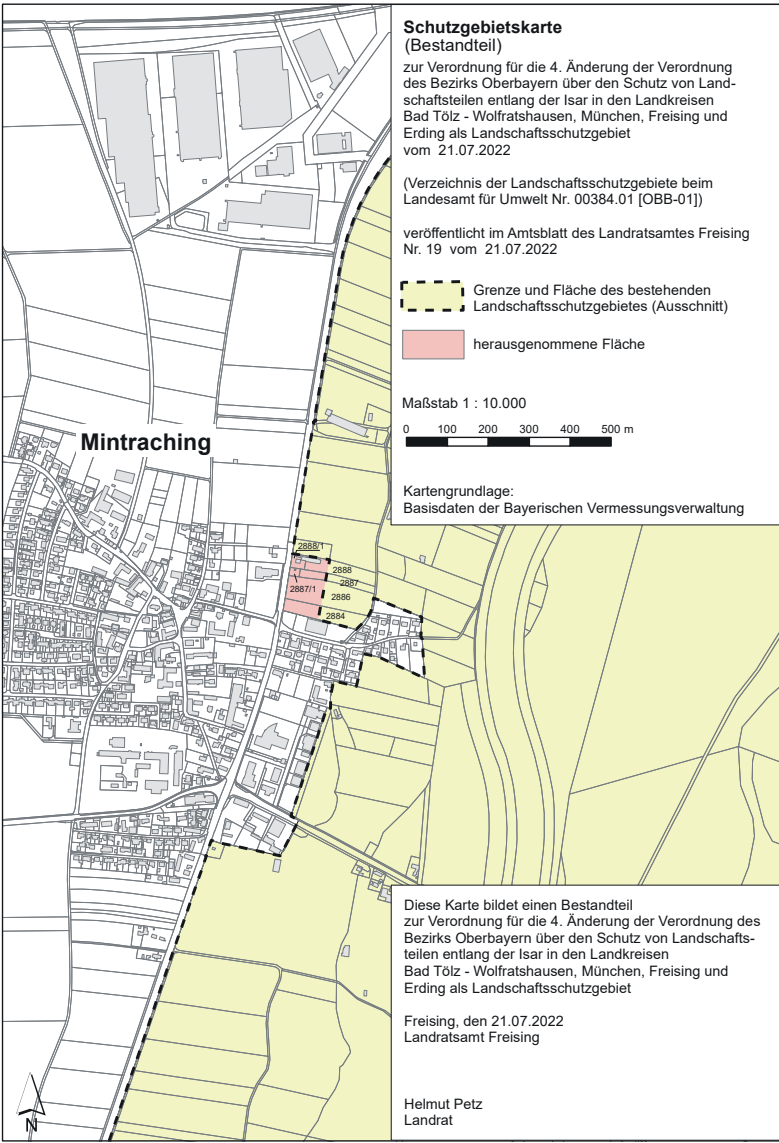 Schutzgebietskarte
(Bestandteil)
zur Verordnung für die 4. Änderung der Verordnung
des Bezirks Oberbayern über den Schutz von Land-
schaftsteilen entlang der Isar in den Landkreisen
Bad Tölz - Wolfratshausen, München, Freising und
Erding als Landschaftsschutzgebiet
vom 21.07.2022
(Verzeichnis der Landschaftsschutzgebiete beim
Landesamt für Umwelt Nr. 00384.01 [OBB-01])
veröffentlicht im Amtsblatt des Landratsamtes Freising
Nr. 19 vom 21.07.2022
Grenze und Fläche des bestehenden
Landschaftsschutzgebietes (Ausschnitt)
herausgenommene Fläche
Maßstab 1 : 10.000
0 100 200 300 400 500 m
Kartengrundlage:
Basisdaten der Bayerischen Vermessungsverwaltung
Mintraching
2888/1
2888
2887
2887/1
2886
2884
Diese Karte bildet einen Bestandteil
zur Verordnung für die 4. Änderung der Verordnung des
Bezirks Oberbayern über den Schutz von Landschafts-
teilen entlang der Isar in den Landkreisen
Bad Tölz - Wolfratshausen, München, Freising und
Erding als Landschaftsschutzgebiet
Freising, den 21.07.2022
Landratsamt Freising
Helmut Petz
Landrat
N